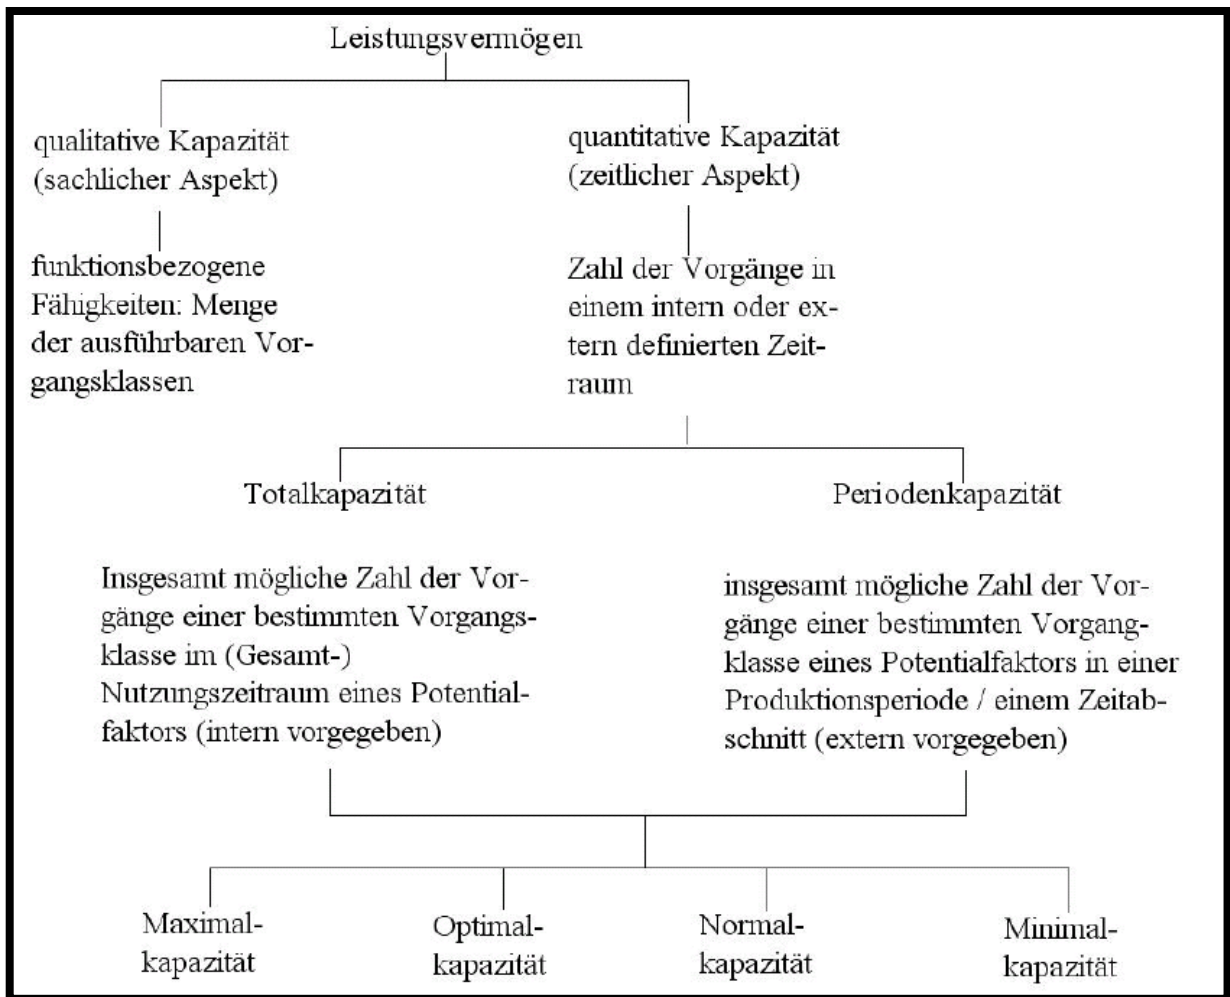 Leistungsvermögen
qualitative Kapazität
(sachlicher Aspekt)
quantitative Kapazität
(zeitlicher Aspekt)
funktionsbezogene
Fähigkeiten: Menge
der ausführbaren Vor-
gangsklassen
Zahl der Vorgänge in
einem intern oder ex-
tern definierten Zeit-
raum
Totalkapazität
Periodenkapazität
Insgesamt mögliche Zahl der Vor-
gänge einer bestimmten Vorgangs-
klasse im (Gesamt-)
Nutzungszeitraum eines Potential-
faktors (intern vorgegeben)
insgesamt mögliche Zahl der Vor-
gänge einer bestimmten Vorgang-
klasse eines Potentialfaktors in einer
Produktionsperiode / einem Zeitab-
schnitt (extern vorgegeben)
Maximal-
kapazität
Optimal-
kapazität
Normal-
kapazität
Minimal-
kapazität